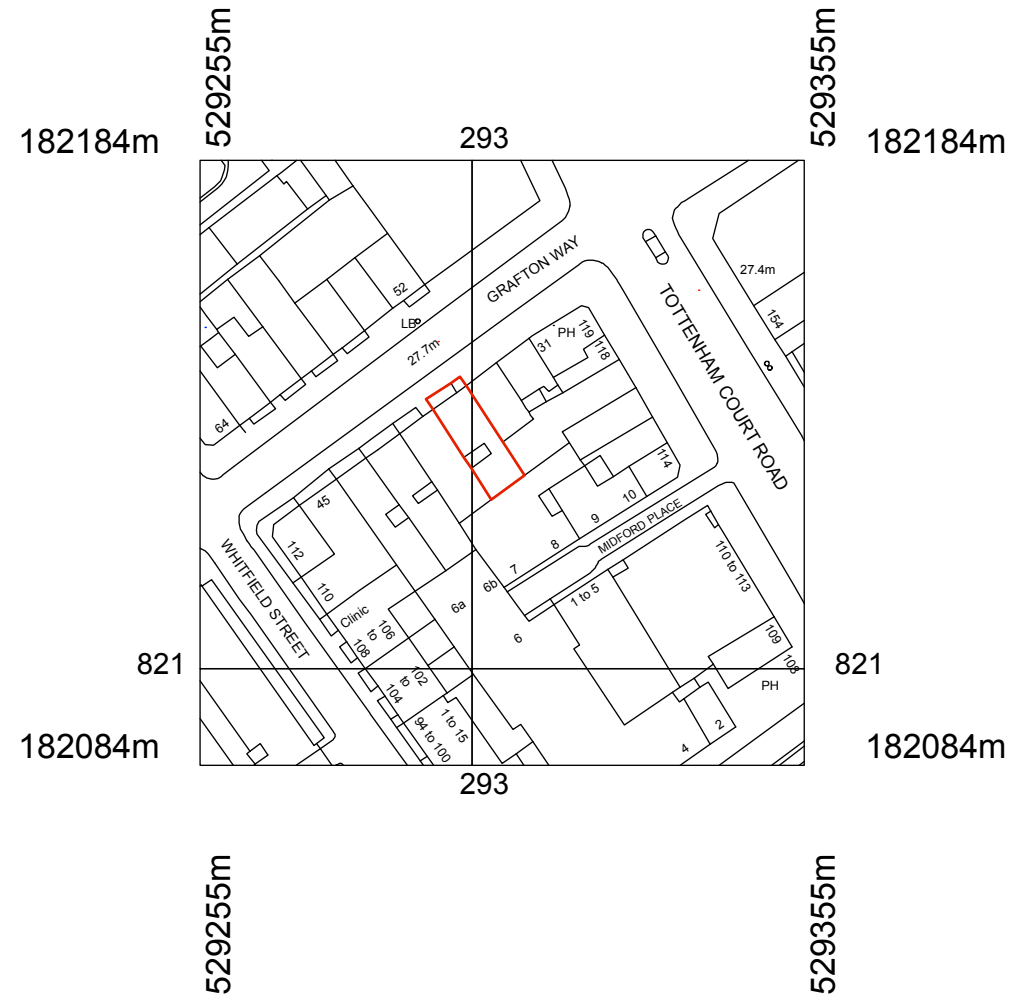 529255m
529355m
182184m
293
182184m
GRAFTON WAY
52
LB
27.7m
27.4m
154
TOTTENHAM COURT ROAD
PH
119
118
31
64
45
114
112
110
10
9
8
7
MIDFORD PLACE
WHITFIELD STREET
6b
6a
6
1 to 5
110 to 113
Clinic
106
to
108
109
108
PH
102
to
104
1 to 15
94 to 100
2
4
821
821
182084m
293
182084m
529255m
529355m